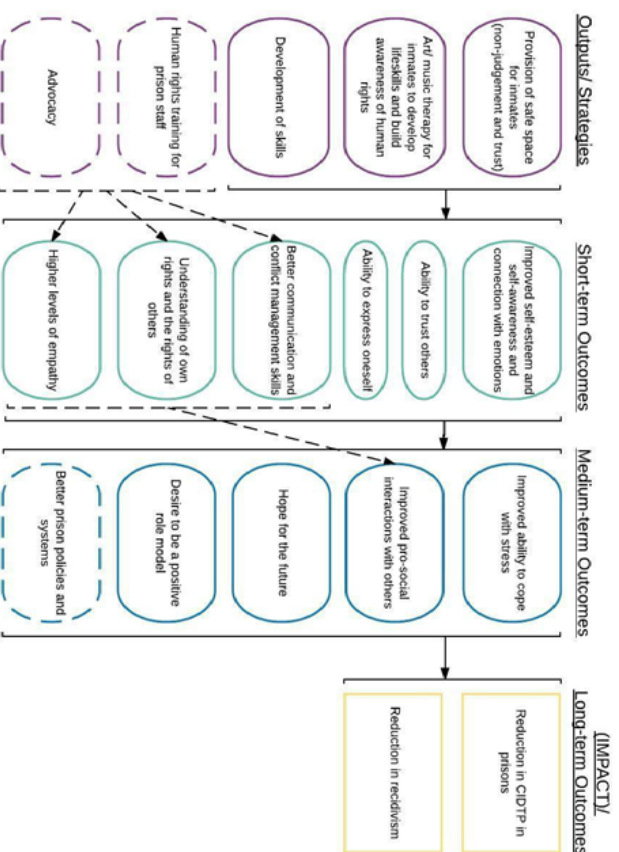 Outputs/ Strategies
Provision of safe space
for inmates
(non-judgement and trust)
Art/ music therapy for
inmates to develop
lifeskills and build
awareness of human
rights
Development of skills
Human rights training for
prison staff
Advocacy
Short-term Outcomes
Improved self-esteem and
self-awareness and
connection with emotions
Ability to trust others
Ability to express oneself
Better communication and
conflict management skills
Understanding of own
rights and the rights of
others
Higher levels of empathy
Medium-term Outcomes
Improved ability to cope
with stress
Improved pro-social
interactions with others
Hope for the future
Desire to be a positive
role model
Better prison policies and
systems
(IMPACT)/
Long-term Outcomes
Reduction in CIDTP in
prisons
Reduction in recidivism